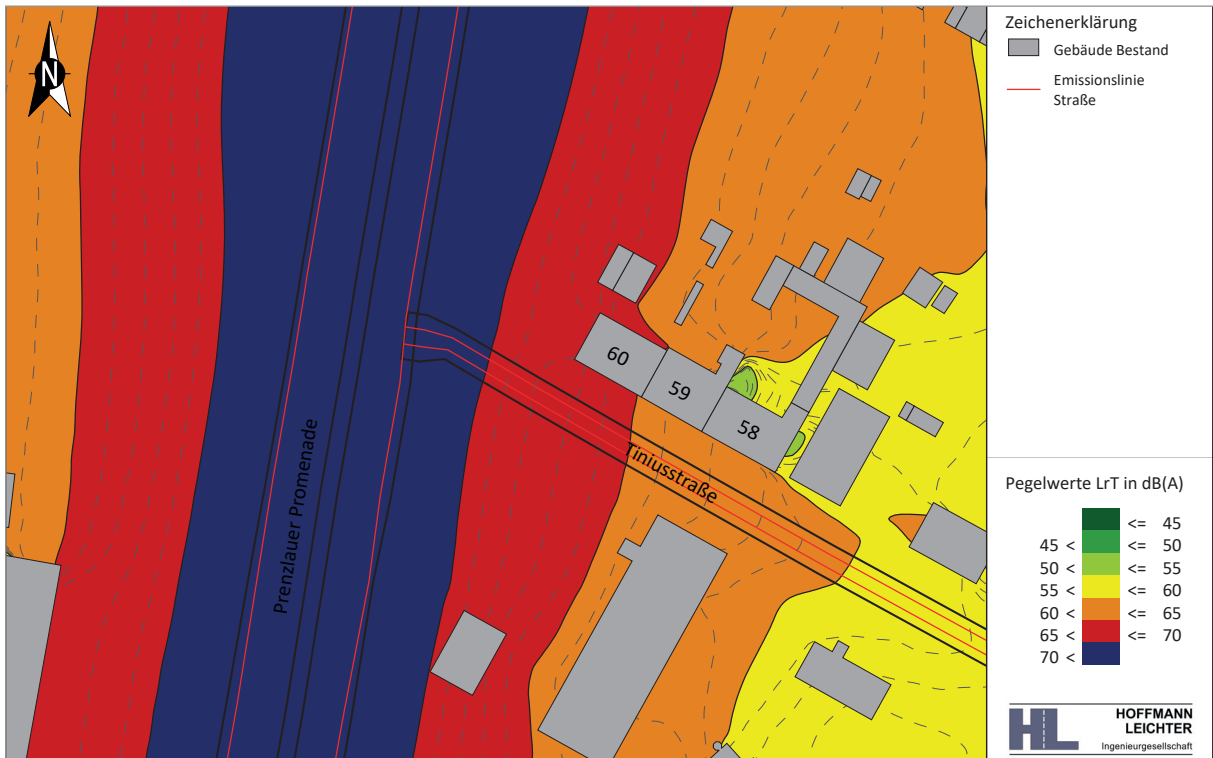 N
Prenzlauer Promenade
60
59
58
Tiniusstraße
Zeichenerklärung
Gebäude Bestand
Emissionslinie
Straße
Pegelwerte LrT in dB(A)
<= 45
45 < <= 50
50 < <= 55
55 < <= 60
60 < <= 65
65 < <= 70
70 <
HL
HOFFMANN
LEICHTER
Ingenieurgesellschaft